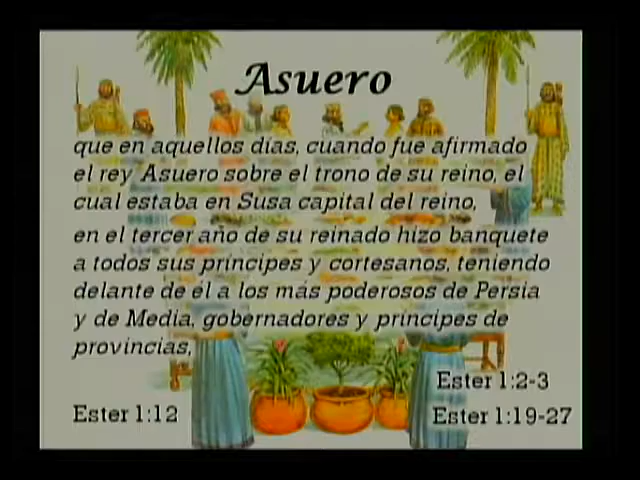 Asuero
que en aquellos días, cuando fue afirmado
el rey Asuero sobre el trono de su reino, el
cual estaba en Susa capital del reino,
en el tercer año de su reinado hizo banquete
a todos sus príncipes y cortesanos, teniendo
delante de él a los más poderosos de Persia
y de Media, gobernadores y príncipes de
provincias,
Ester 1:2-3
Ester 1:12
Ester 1:19-27